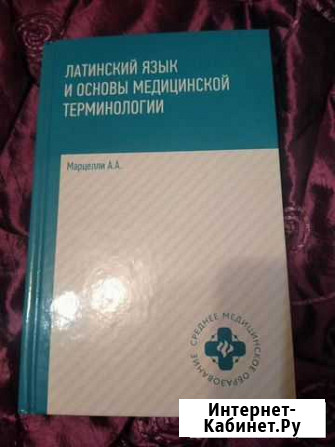 ЛАТИНСКИЙ ЯЗЫК
И ОСНОВЫ МЕДИЦИНСКОЙ
ТЕРМИНОЛОГИИ
Марцелли А.А.
СРЕДНЕЕ МЕДИЦИНСКОЕ ОБРАЗОВАНИЕ
Интернет-
Кабинет.Ру